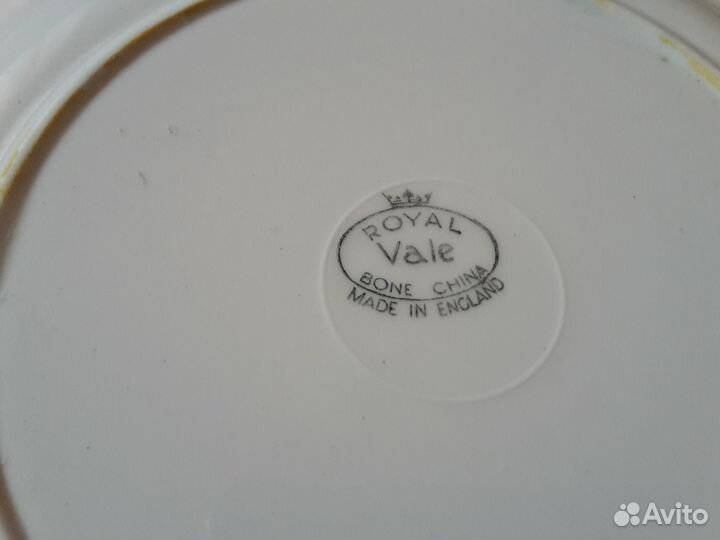 ROYAL
Vale
BONE CHINA
MADE IN ENGLAND
Avito